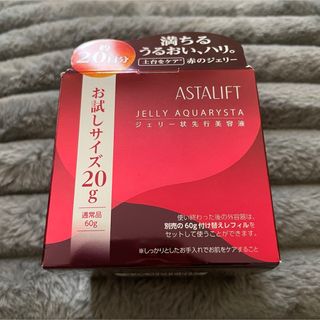 約
20日分
満ちる
うるおい、ハリ。
土台をケア※ 赤のジェリー
お試しサイズ20g
通常品
60g
ASTALIFT
JELLY AQUARYSTA
ジェリー状先行美容液
使い終わった後の外容器は、
別売の60g付け替えレフィルを
セットして使うことができます。
※しっかりとしたお手入れでお肌をケアすること